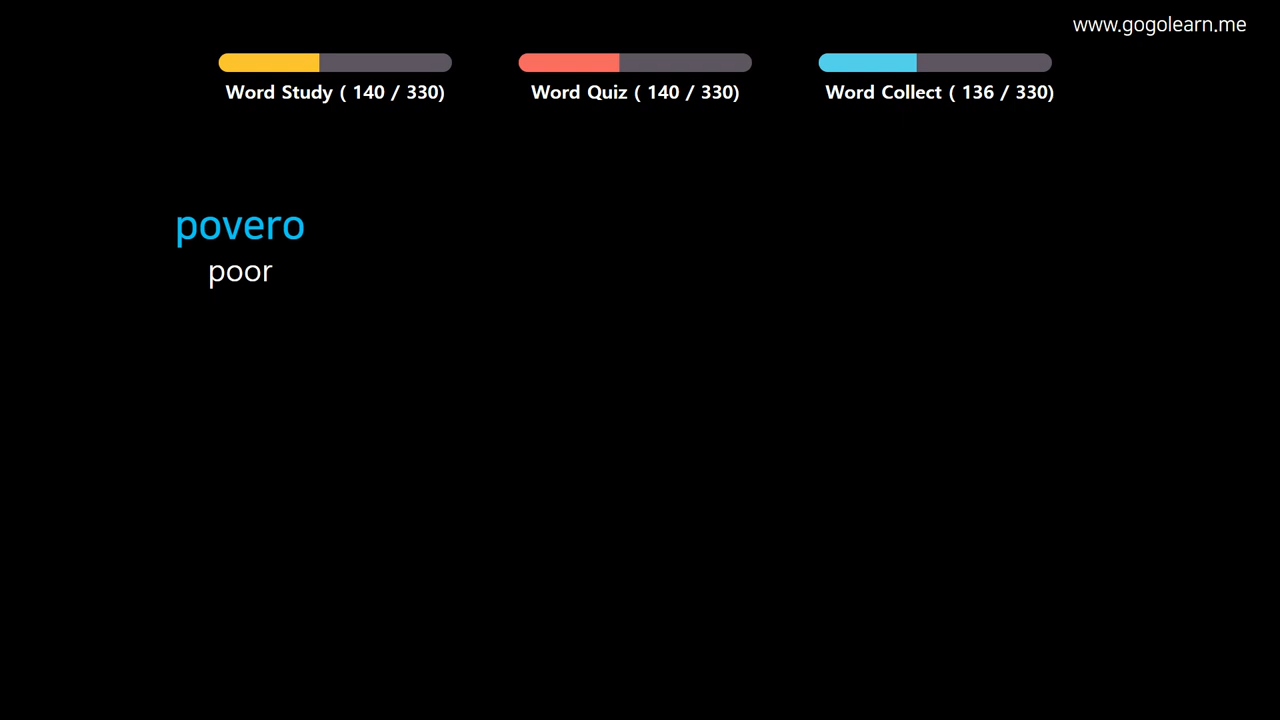 www.gogolearn.me
Word Study ( 140 / 330)
Word Quiz ( 140 / 330)
Word Collect ( 136 / 330)
povero
poor